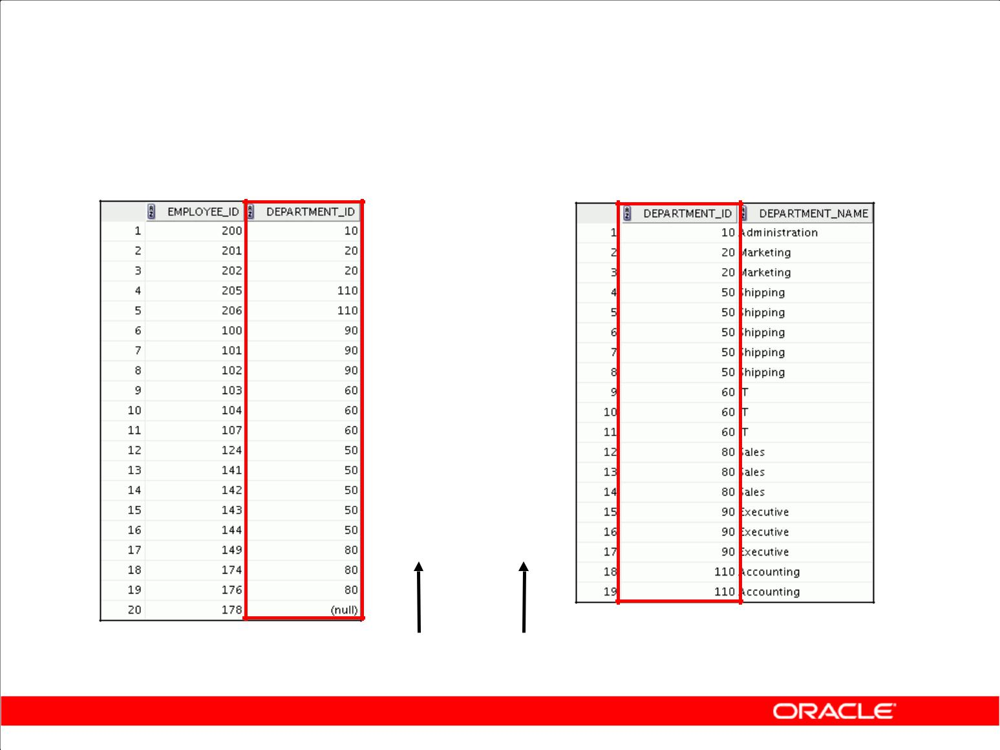 EMPLOYEE_ID DEPARTMENT_ID
1 200 10
2 201 20
3 202 20
4 205 110
5 206 110
6 100 90
7 101 90
8 102 90
9 103 60
10 104 60
11 107 60
12 124 50
13 141 50
14 142 50
15 143 50
16 144 50
17 149 80
18 174 80
19 176 80
20 178 (null)
DEPARTMENT_ID DEPARTMENT_NAME
1 10 Administration
2 20 Marketing
3 20 Marketing
4 50 Shipping
5 50 Shipping
6 50 Shipping
7 50 Shipping
8 50 Shipping
9 60 IT
10 60 IT
11 60 IT
12 80 Sales
13 80 Sales
14 80 Sales
15 90 Executive
16 90 Executive
17 90 Executive
18 110 Accounting
19 110 Accounting
ORACLE